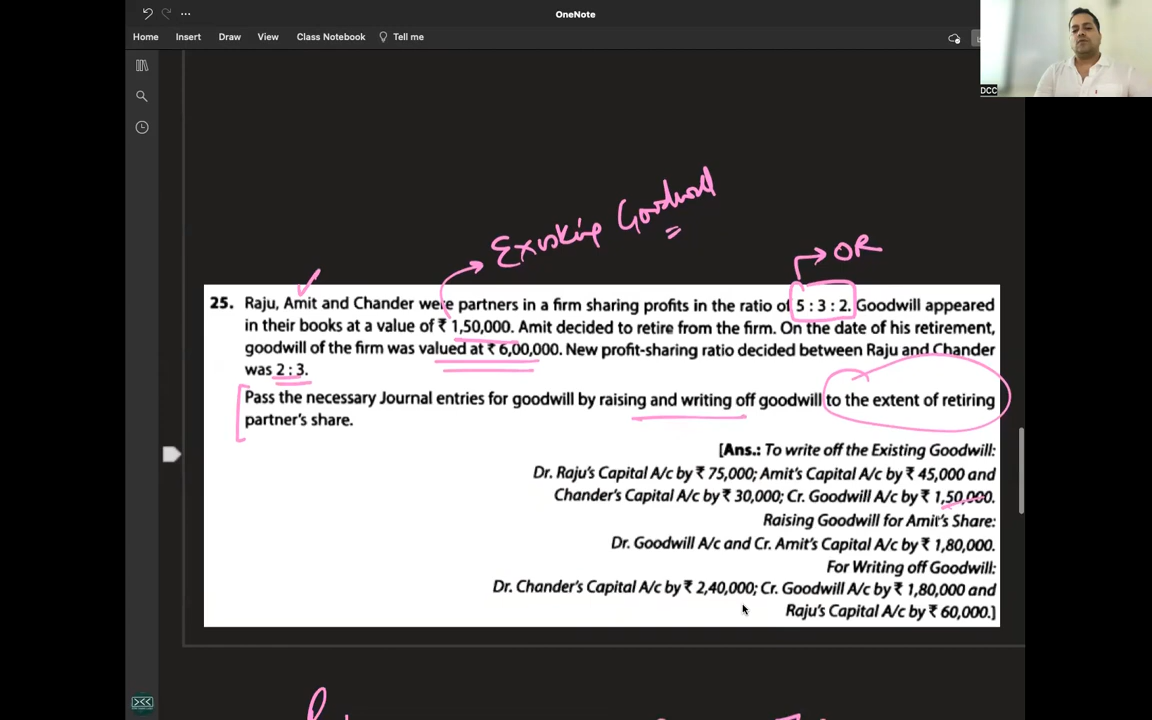 OneNote
Home Insert Draw View Class Notebook Tell me
DCC
Existing Goodwill
OR
25. Raju, Amit and Chander were partners in a firm sharing profits in the ratio of 5 : 3 : 2. Goodwill appeared
in their books at a value of ₹ 1,50,000. Amit decided to retire from the firm. On the date of his retirement,
goodwill of the firm was valued at ₹ 6,00,000. New profit-sharing ratio decided between Raju and Chander
was 2 : 3.
Pass the necessary Journal entries for goodwill by raising and writing off goodwill to the extent of retiring
partner's share.
[Ans.: To write off the Existing Goodwill:
Dr. Raju's Capital A/c by ₹ 75,000; Amit's Capital A/c by ₹ 45,000 and
Chander's Capital A/c by ₹ 30,000; Cr. Goodwill A/c by ₹ 1,50,000.
Raising Goodwill for Amit's Share:
Dr. Goodwill A/c and Cr. Amit's Capital A/c by ₹ 1,80,000.
For Writing off Goodwill:
Dr. Chander's Capital A/c by ₹ 2,40,000; Cr. Goodwill A/c by ₹ 1,80,000 and
Raju's Capital A/c by ₹ 60,000.]